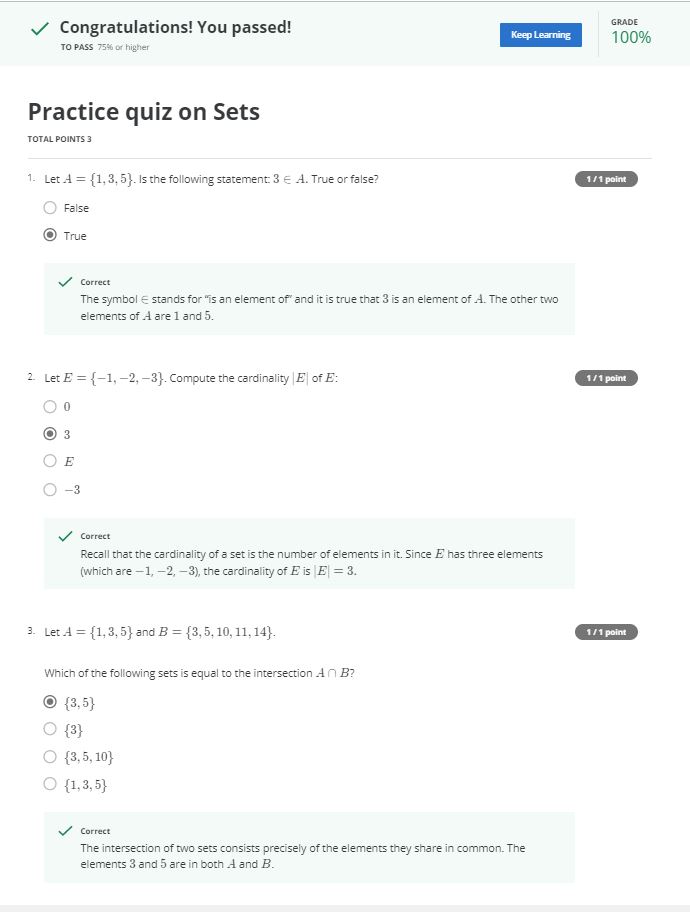 Congratulations! You passed!
TO PASS 75% or higher
Keep Learning
GRADE
100%
Practice quiz on Sets
TOTAL POINTS 3
1. Let A = {1, 3, 5}. Is the following statement: 3 ∈ A. True or false?
1 / 1 point
False
True
Correct
The symbol ∈ stands for "is an element of" and it is true that 3 is an element of A. The other two
elements of A are 1 and 5.
2. Let E = {−1, −2, −3}. Compute the cardinality |E| of E:
1 / 1 point
0
3
E
−3
Correct
Recall that the cardinality of a set is the number of elements in it. Since E has three elements
(which are −1, −2, −3), the cardinality of E is |E| = 3.
3. Let A = {1, 3, 5} and B = {3, 5, 10, 11, 14}.
1 / 1 point
Which of the following sets is equal to the intersection A ∩ B?
{3, 5}
{3}
{3, 5, 10}
{1, 3, 5}
Correct
The intersection of two sets consists precisely of the elements they share in common. The
elements 3 and 5 are in both A and B.